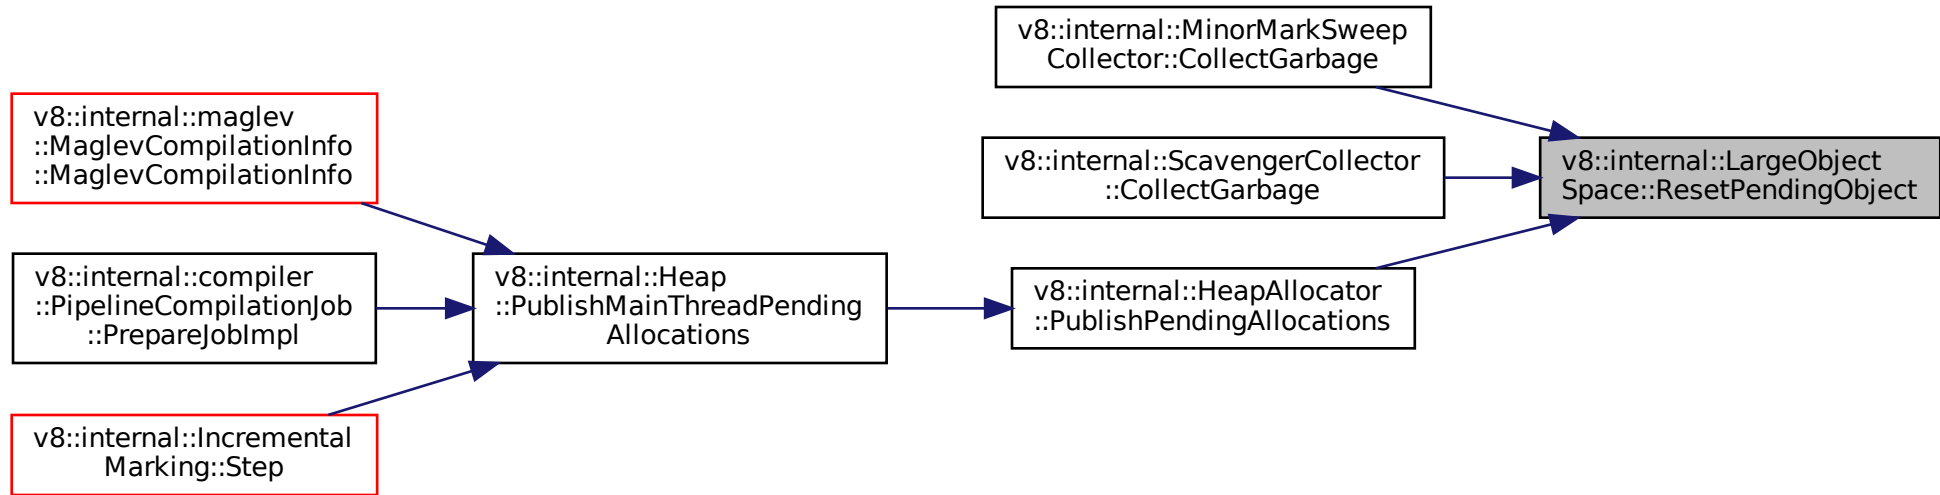 v8::internal::MinorMarkSweep
Collector::CollectGarbage
v8::internal::maglev
::MaglevCompilationInfo
::MaglevCompilationInfo
v8::internal::ScavengerCollector
::CollectGarbage
v8::internal::LargeObject
Space::ResetPendingObject
v8::internal::compiler
::PipelineCompilationJob
::PrepareJobImpl
v8::internal::Heap
::PublishMainThreadPending
Allocations
v8::internal::HeapAllocator
::PublishPendingAllocations
v8::internal::Incremental
Marking::Step